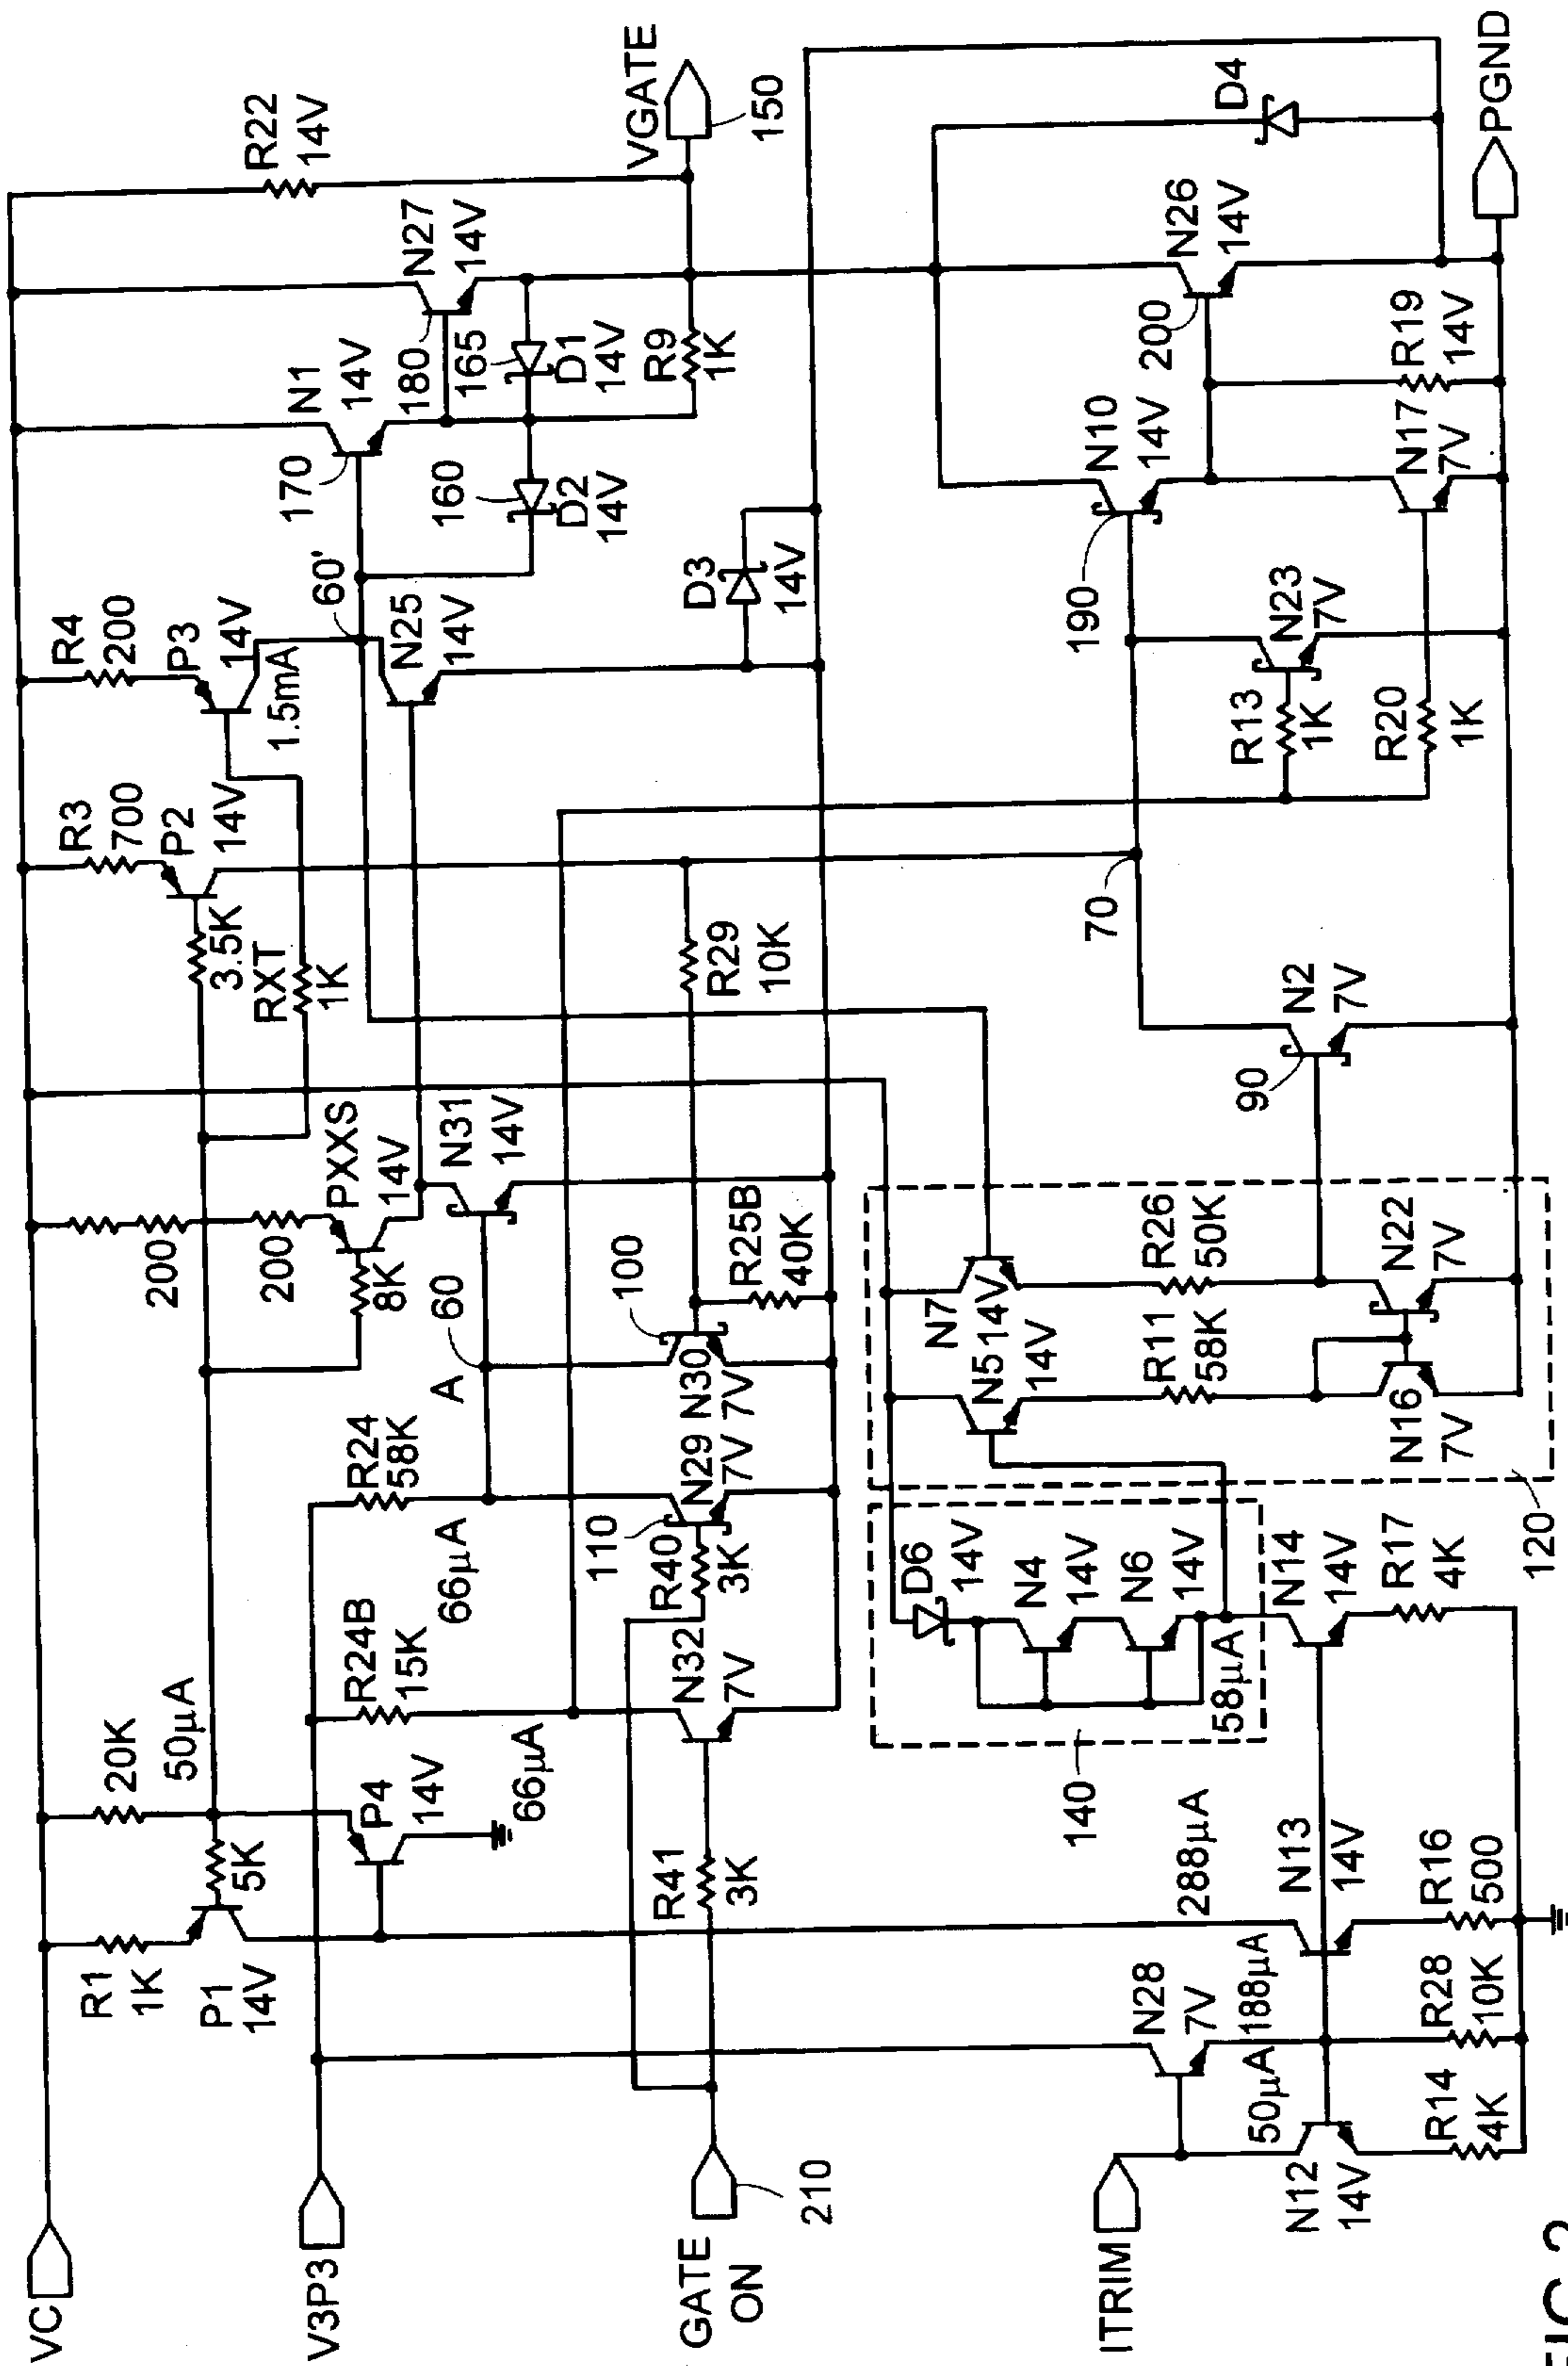 VC
R1
1K
P1
14V
20K
5K
50μA
P4
14V
66μA
V3P3
R24B
15K
66μA
R24
58K
A
60
200
200
8K
PXXS
14V
N31
14V
3.5K
RXT
1K
R3
700
P2
14V
R4
200
P3
14V
1.5mA
60'
N25
14V
170
N1
14V
160
D2
14V
180
N27
14V
165
D1
14V
R9
1K
R22
14V
VGATE
150
GATE
ON
210
R41
3K
N32
7V
R40
3K
110
N29
7V
N30
7V
100
R25B
40K
R29
10K
D3
14V
ITRIM
N28
7V
50μA
188μA
288μA
N12
14V
R14
4K
R28
10K
N13
14V
R16
500
140
D6
14V
N4
14V
N6
14V
58μA
N14
14V
R17
4K
120
N7
14V
N5
14V
R11
58K
R26
50K
N16
7V
N22
7V
90
N2
7V
70
R13
1K
N23
7V
R20
1K
190
N10
14V
N17
7V
200
N26
14V
R19
14V
D4
PGND
FIG. 2